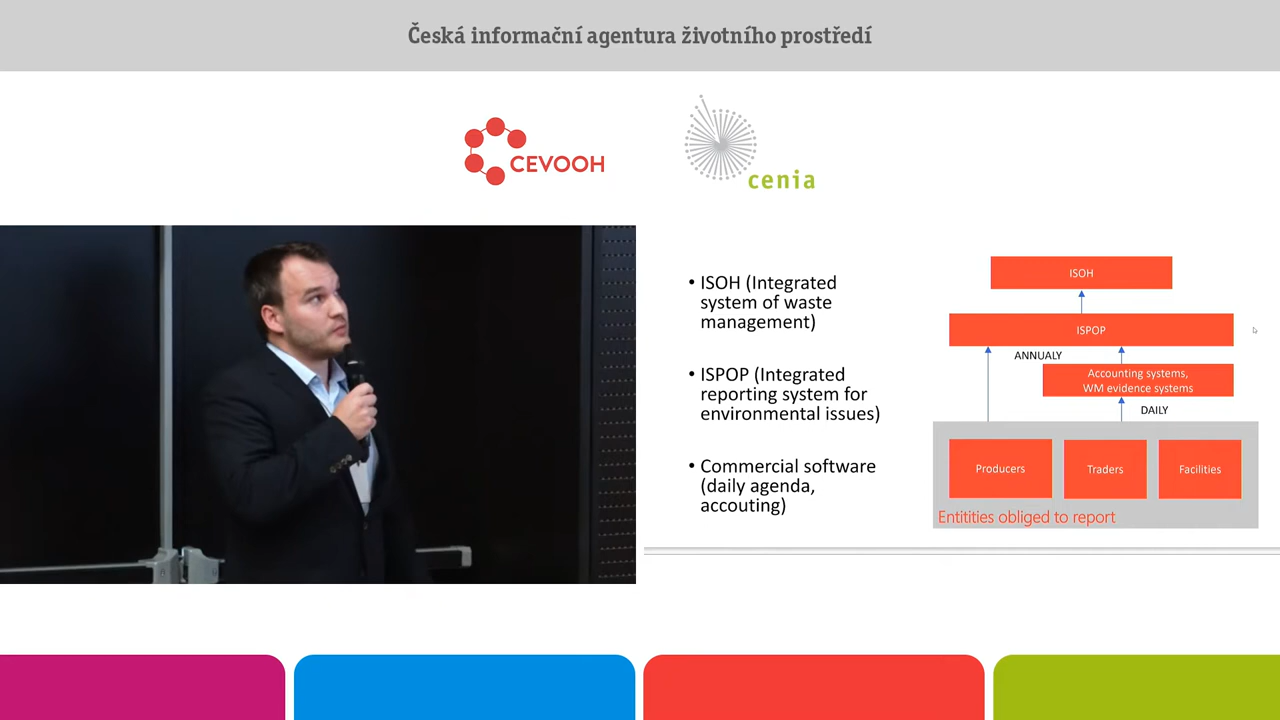 Česká informační agentura životního prostředí
CEVOOH
cenia
• ISOH (Integrated
system of waste
management)
• ISPOP (Integrated
reporting system for
environmental issues)
• Commercial software
(daily agenda,
accouting)
ISOH
ISPOP
ANNUALY
Accounting systems,
WM evidence systems
DAILY
Producers
Traders
Facilities
Entitities obliged to report